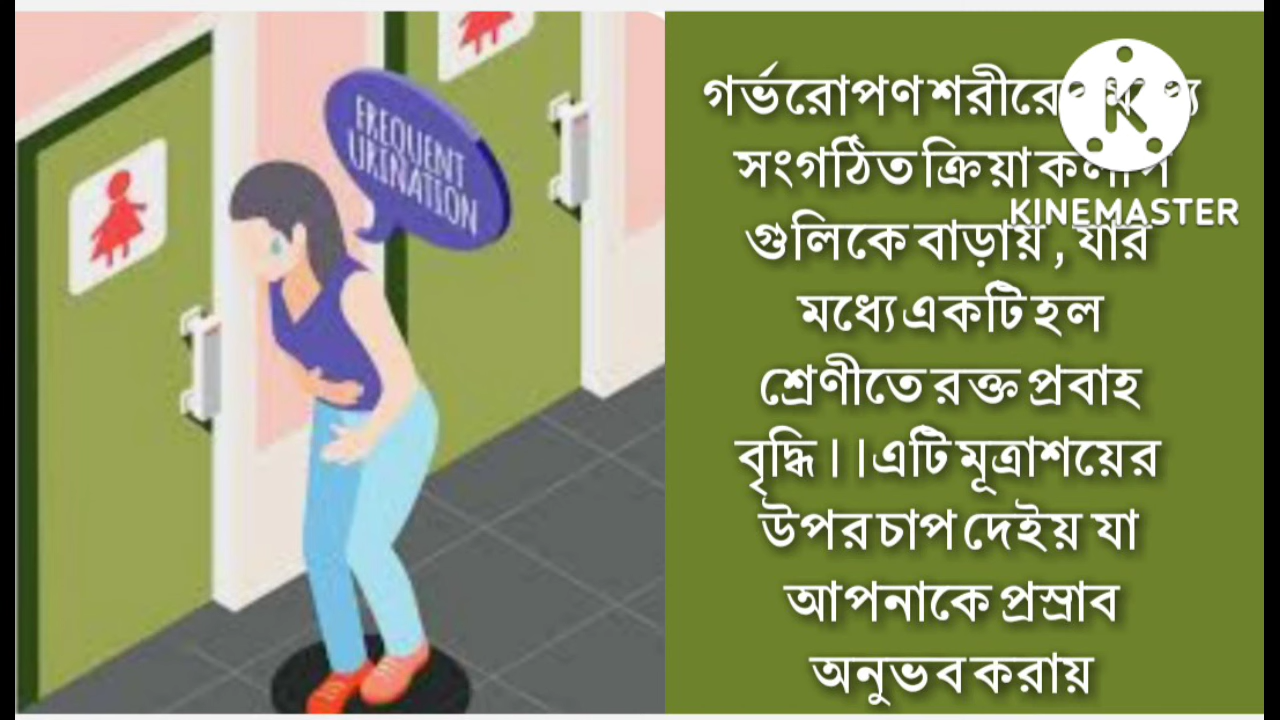 FREQUENT
URINATION
গর্ভরোপণ শরীরের
সংগঠিত ক্রিয়াকলাপ
গুলিকে বাড়ায়, যার
মধ্যে একটি হল
শ্রেণীতে রক্ত প্রবাহ
বৃদ্ধি।।এটি মূত্রাশয়ের
উপর চাপ দেইয় যা
আপনাকে প্রস্রাব
অনুভব করায়
K
KINEMASTER